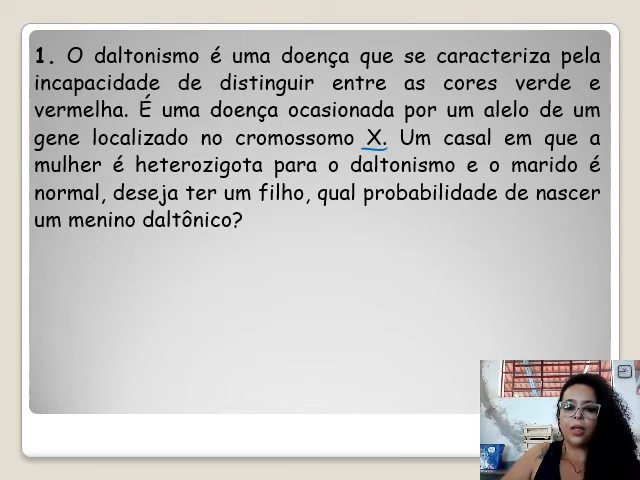 1. O daltonismo é uma doença que se caracteriza pela
incapacidade de distinguir entre as cores verde e
vermelha. É uma doença ocasionada por um alelo de um
gene localizado no cromossomo X. Um casal em que a
mulher é heterozigota para o daltonismo e o marido é
normal, deseja ter um filho, qual probabilidade de nascer
um menino daltônico?